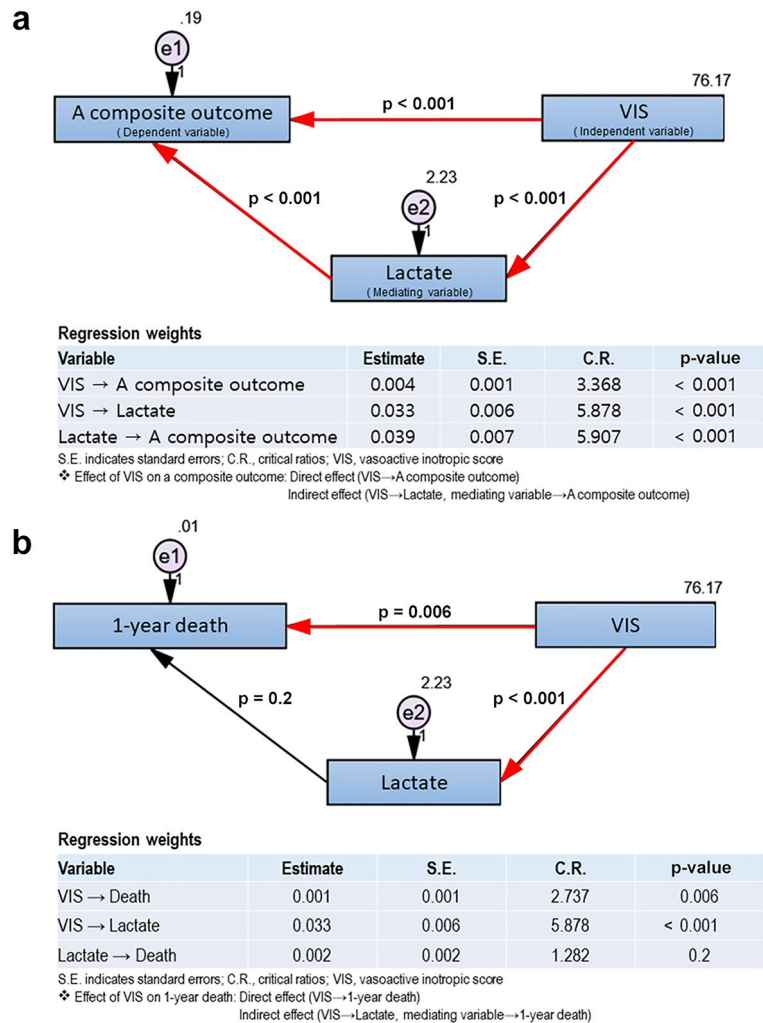 a
.19
e1
1
76.17
A composite outcome
( Dependent variable)
p < 0.001
VIS
( Independent variable)
p < 0.001
2.23
e2
1
p < 0.001
Lactate
( Mediating variable)
Regression weights
Variable Estimate S.E. C.R. p-value
VIS → A composite outcome 0.004 0.001 3.368 < 0.001
VIS → Lactate 0.033 0.006 5.878 < 0.001
Lactate → A composite outcome 0.039 0.007 5.907 < 0.001
S.E. indicates standard errors; C.R., critical ratios; VIS, vasoactive inotropic score
❖ Effect of VIS on a composite outcome: Direct effect (VIS→A composite outcome)
Indirect effect (VIS→Lactate, mediating variable→A composite outcome)
b
.01
e1
1
76.17
1-year death
p = 0.006
VIS
p = 0.2
2.23
e2
1
p < 0.001
Lactate
Regression weights
Variable Estimate S.E. C.R. p-value
VIS → Death 0.001 0.001 2.737 0.006
VIS → Lactate 0.033 0.006 5.878 < 0.001
Lactate → Death 0.002 0.002 1.282 0.2
S.E. indicates standard errors; C.R., critical ratios; VIS, vasoactive inotropic score
❖ Effect of VIS on 1-year death: Direct effect (VIS→1-year death)
Indirect effect (VIS→Lactate, mediating variable→1-year death)